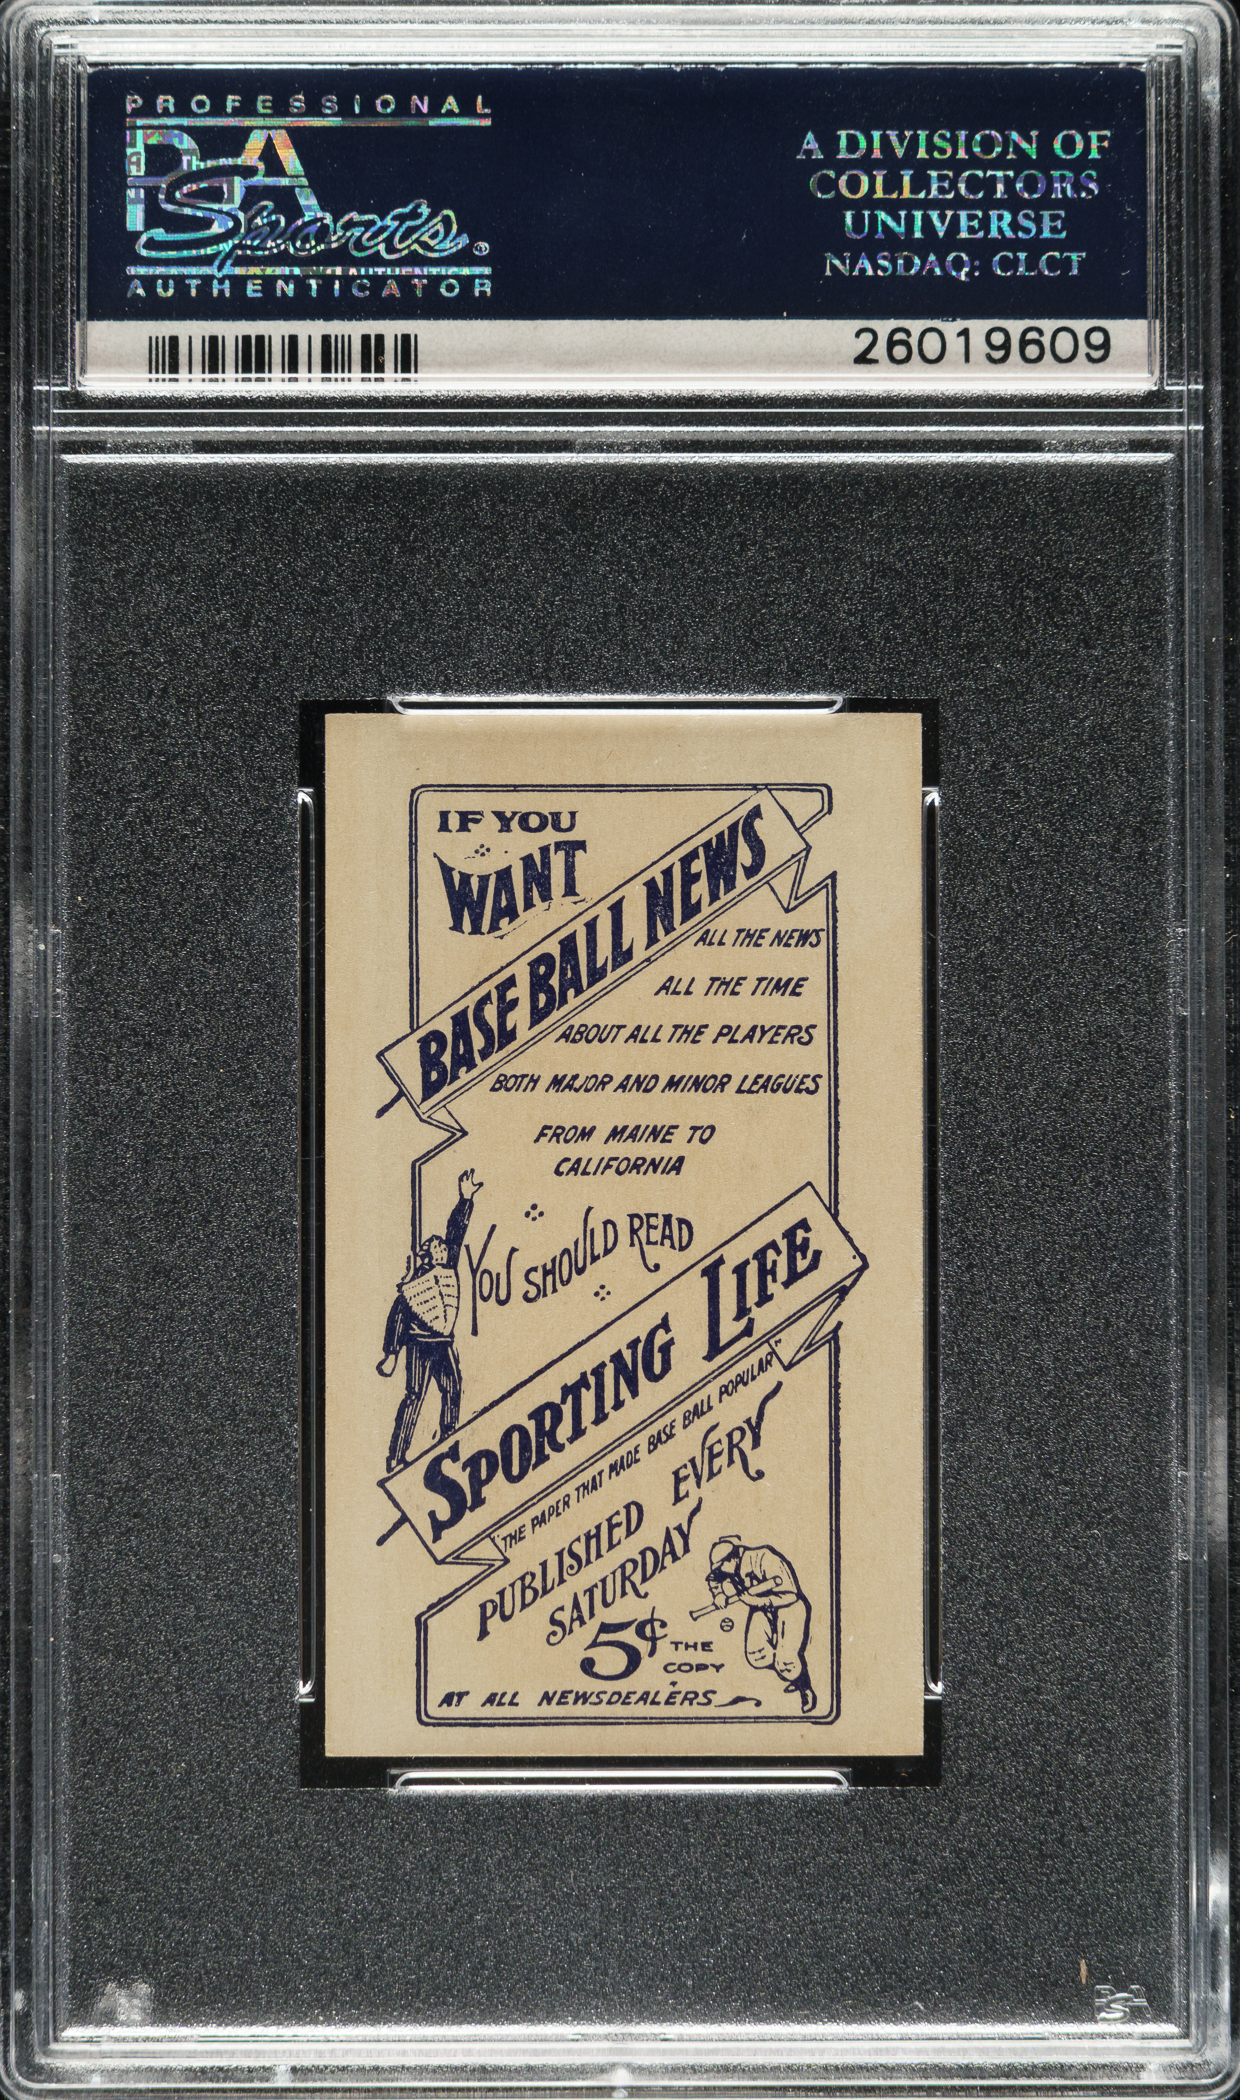 PROFESSIONAL
PSA
Sports®
AUTHENTICATOR
A DIVISION OF
COLLECTORS
UNIVERSE
NASDAQ: CLCT
26019609
IF YOU
WANT
BASE BALL NEWS
ALL THE NEWS
ALL THE TIME
ABOUT ALL THE PLAYERS
BOTH MAJOR AND MINOR LEAGUES
FROM MAINE TO
CALIFORNIA
YOU SHOULD READ
SPORTING LIFE
"THE PAPER THAT MADE BASE BALL POPULAR"
PUBLISHED EVERY
SATURDAY
5¢ THE
COPY
AT ALL NEWSDEALERS
PSA